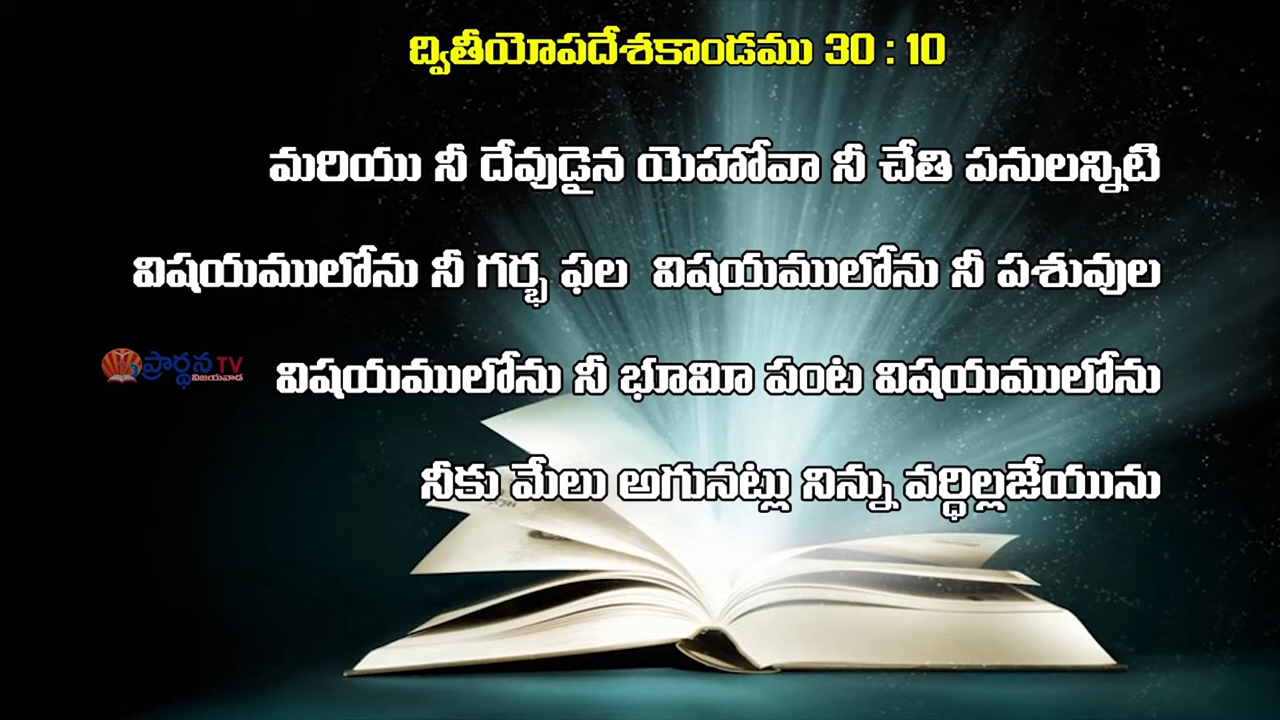 ద్వితీయోపదేశకాండము 30 : 10
మరియు నీ దేవుడైన యెహోవా నీ చేతి పనులన్నిటి
విషయములోను నీ గర్భ ఫల విషయములోను నీ పశువుల
ప్రార్థన TV
విజయవాడ
విషయములోను నీ భూమి పంట విషయములోను
నీకు మేలు అగునట్లు నిన్ను వర్థిల్లజేయును